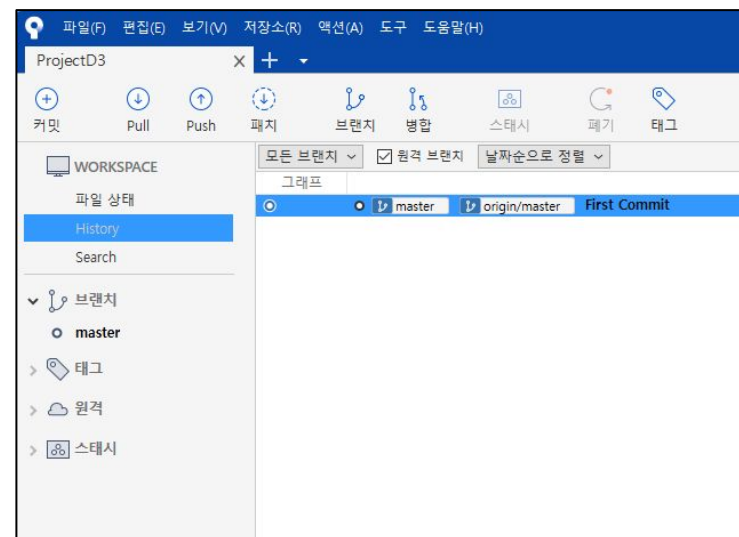 파일(F) 편집(E) 보기(V) 저장소(R) 액션(A) 도구 도움말(H)
ProjectD3
커밋 Pull Push 패치 브랜치 병합 스태시 폐기 태그
WORKSPACE
파일 상태
History
Search
브랜치
master
태그
원격
스태시
모든 브랜치 원격 브랜치 날짜순으로 정렬
그래프
master origin/master First Commit